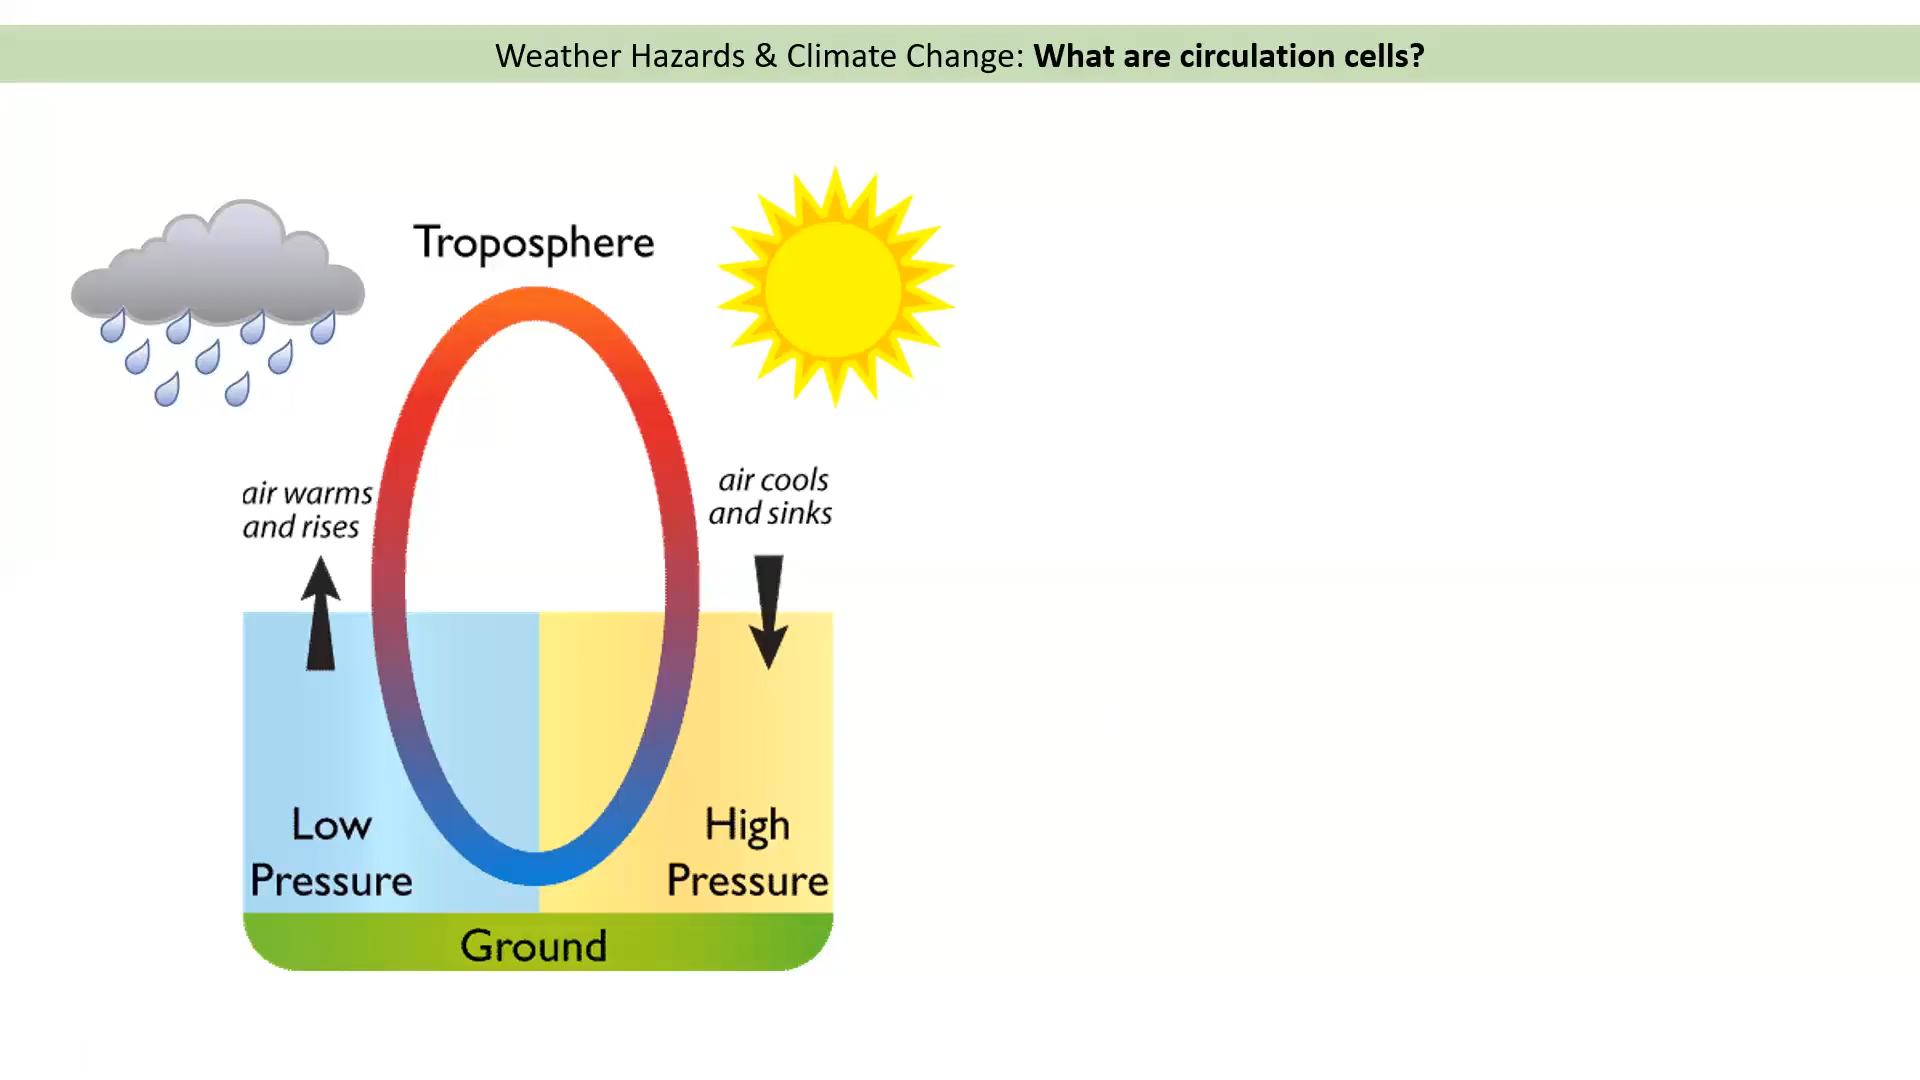 Weather Hazards & Climate Change: What are circulation cells?
Troposphere
air warms
and rises
air cools
and sinks
Low
Pressure
High
Pressure
Ground